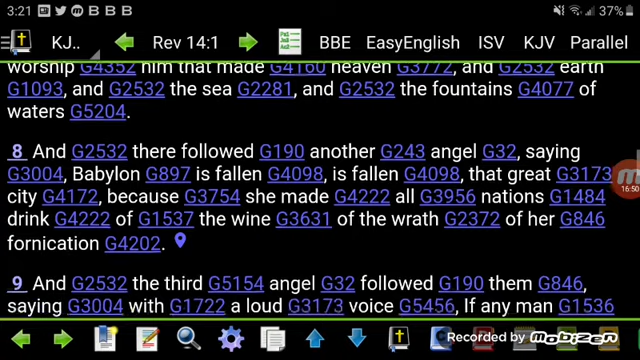 3:21 B B B 37%
KJ.. Rev 14:1 BBE EasyEnglish ISV KJV Parallel
worship G4352 him that made G4160 heaven G3772, and G2532 earth
G1093, and G2532 the sea G2281, and G2532 the fountains G4077 of
waters G5204.
8 And G2532 there followed G190 another G243 angel G32, saying
G3004, Babylon G897 is fallen G4098, is fallen G4098, that great G3173
city G4172, because G3754 she made G4222 all G3956 nations G1484
drink G4222 of G1537 the wine G3631 of the wrath G2372 of her G846
fornication G4202.
16:50
9 And G2532 the third G5154 angel G32 followed G190 them G846,
saying G3004 with G1722 a loud G3173 voice G5456, If any man G1536
Recorded by mobizen